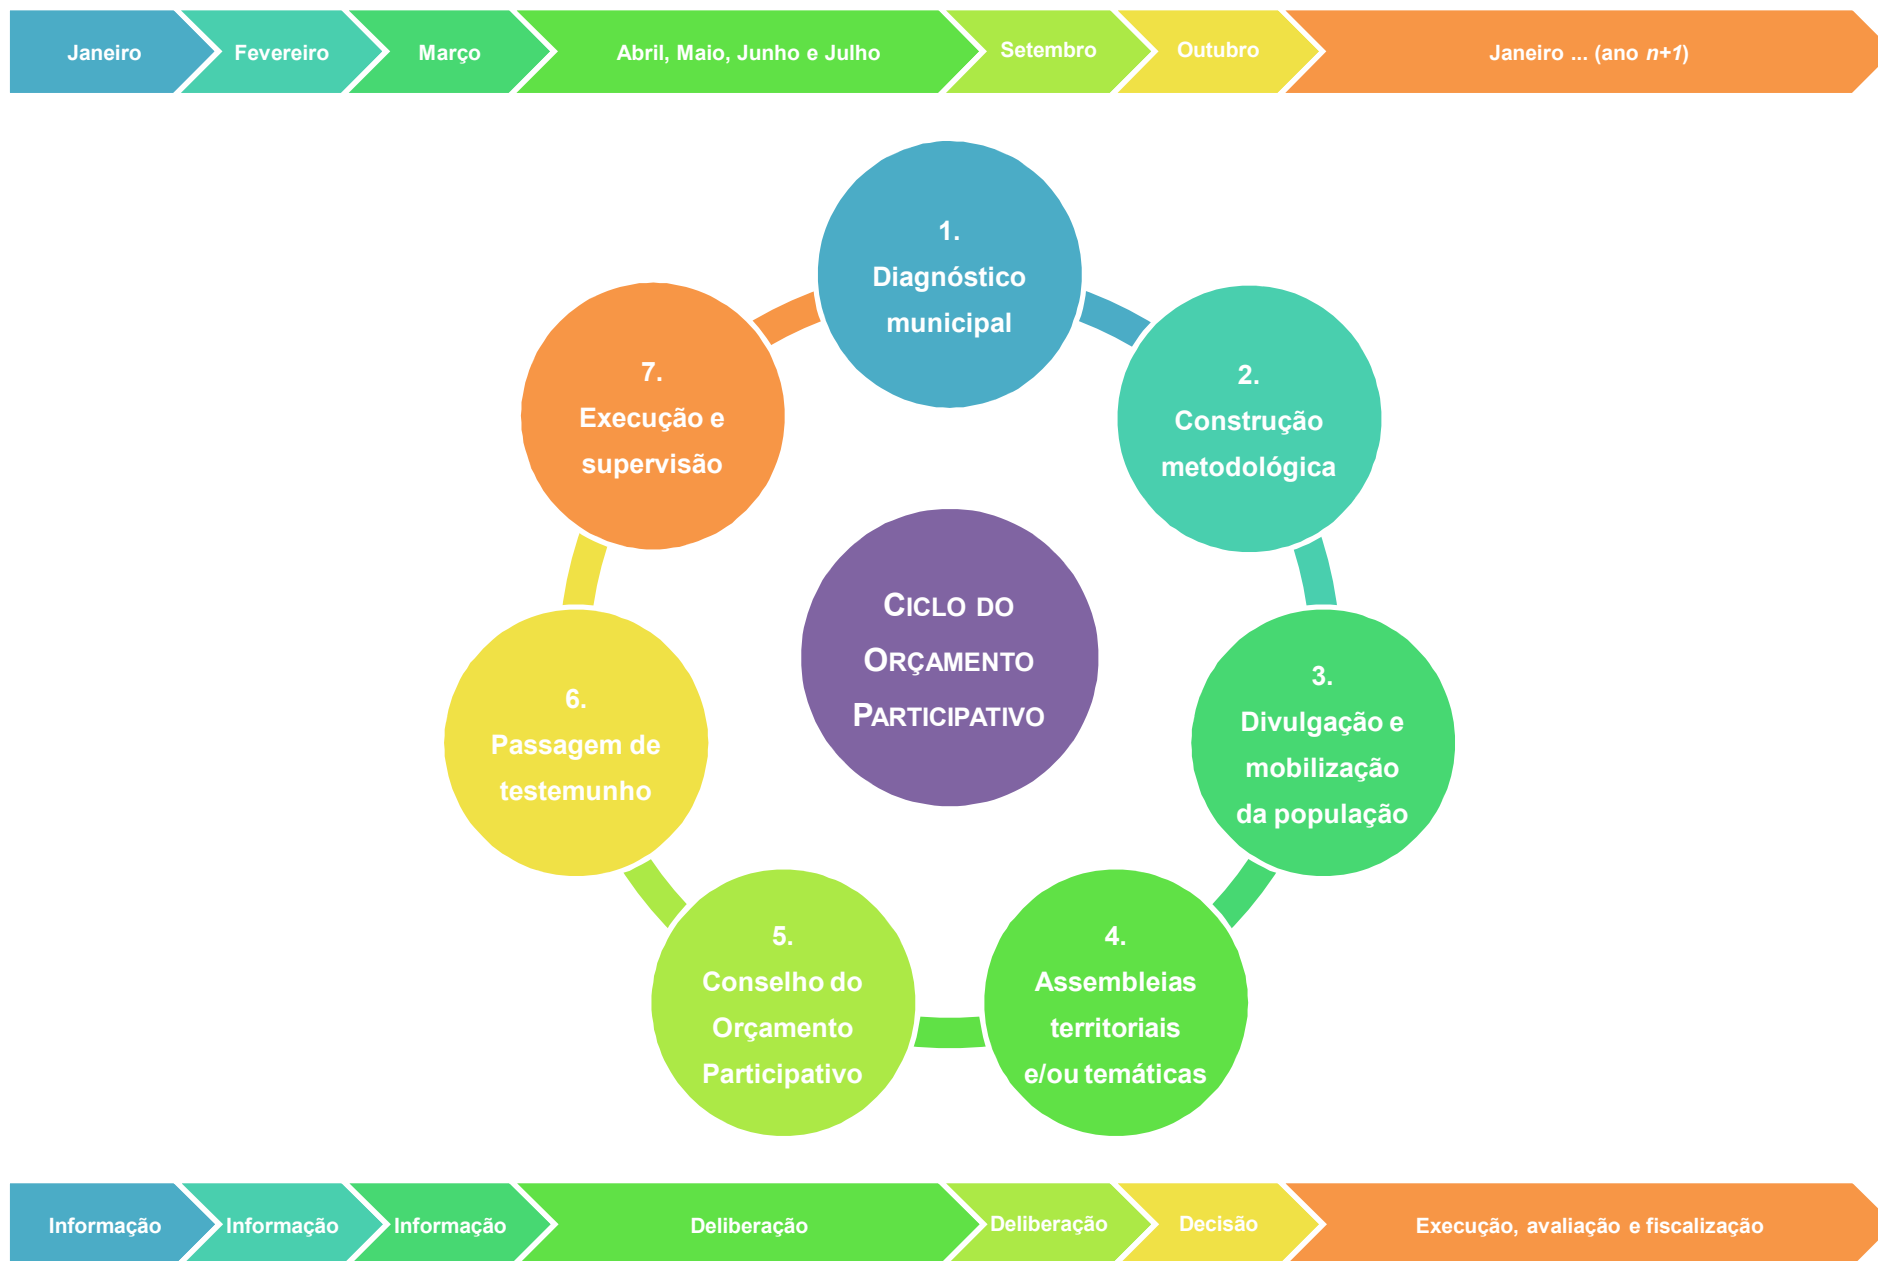 Janeiro
Fevereiro
Março
Abril, Maio, Junho e Julho
Setembro
Outubro
Janeiro ... (ano n+1)
1.
Diagnóstico
municipal
2.
Construção
metodológica
3.
Divulgação e
mobilização
da população
4.
Assembleias
territoriais
e/ou temáticas
5.
Conselho do
Orçamento
Participativo
6.
Passagem de
testemunho
7.
Execução e
supervisão
CICLO DO
ORÇAMENTO
PARTICIPATIVO
Informação
Informação
Informação
Deliberação
Deliberação
Decisão
Execução, avaliação e fiscalização